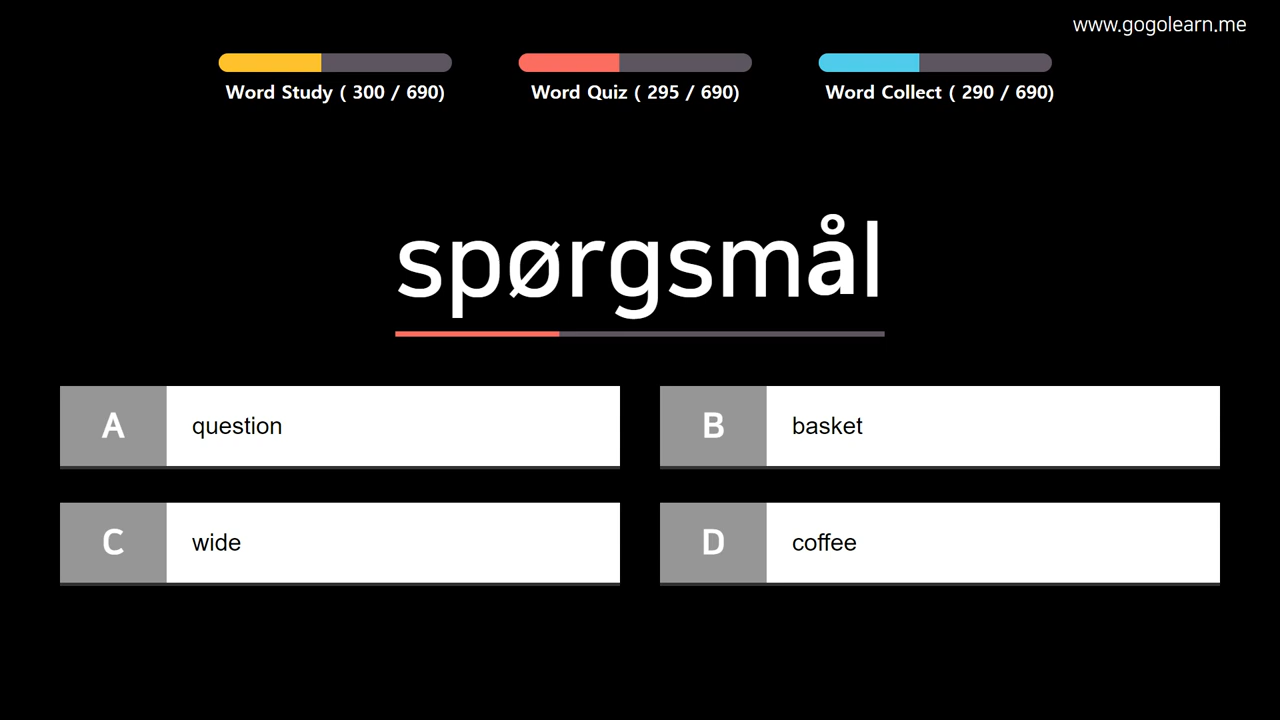 www.gogolearn.me
Word Study ( 300 / 690)
Word Quiz ( 295 / 690)
Word Collect ( 290 / 690)
spørgsmål
A question
B basket
C wide
D coffee